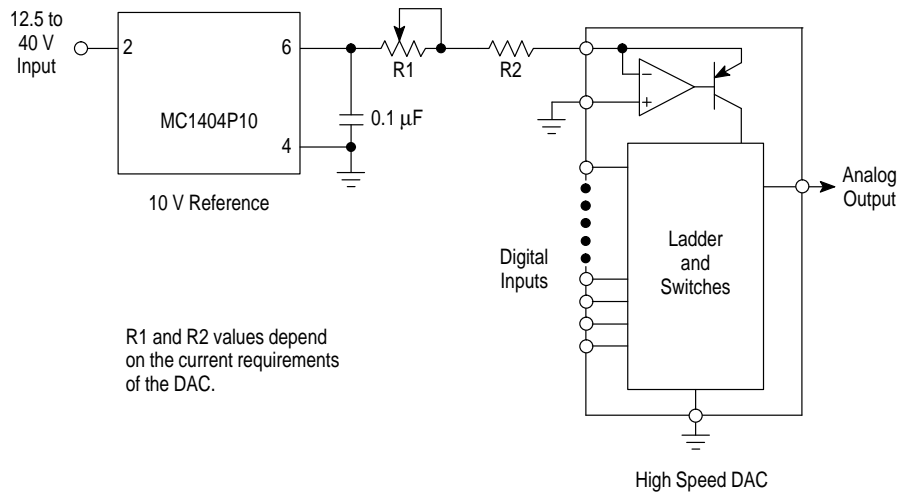 12.5 to
40 V
Input
2
6
R1
R2
−
+
MC1404P10
0.1 µF
4
10 V Reference
Analog
Output
Digital
Inputs
Ladder
and
Switches
R1 and R2 values depend
on the current requirements
of the DAC.
High Speed DAC